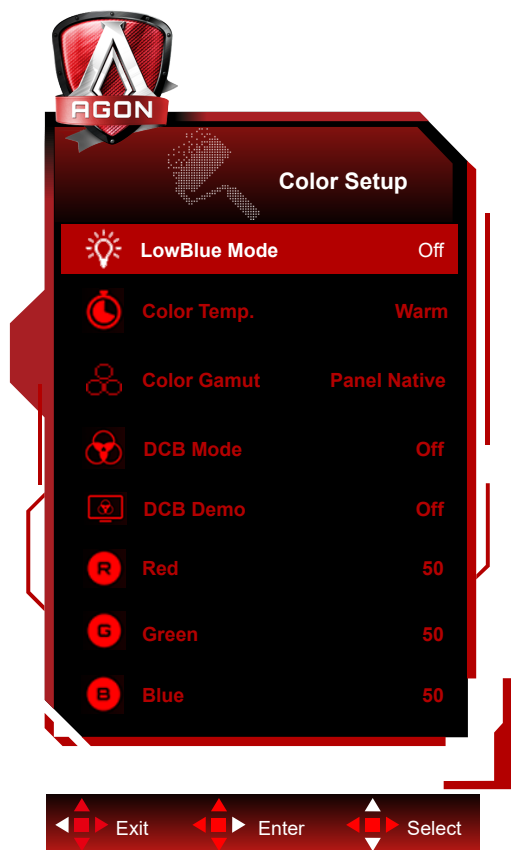 AGON
Color Setup
LowBlue Mode Off
Color Temp. Warm
Color Gamut Panel Native
DCB Mode Off
DCB Demo Off
R Red 50
G Green 50
B Blue 50
Exit Enter Select